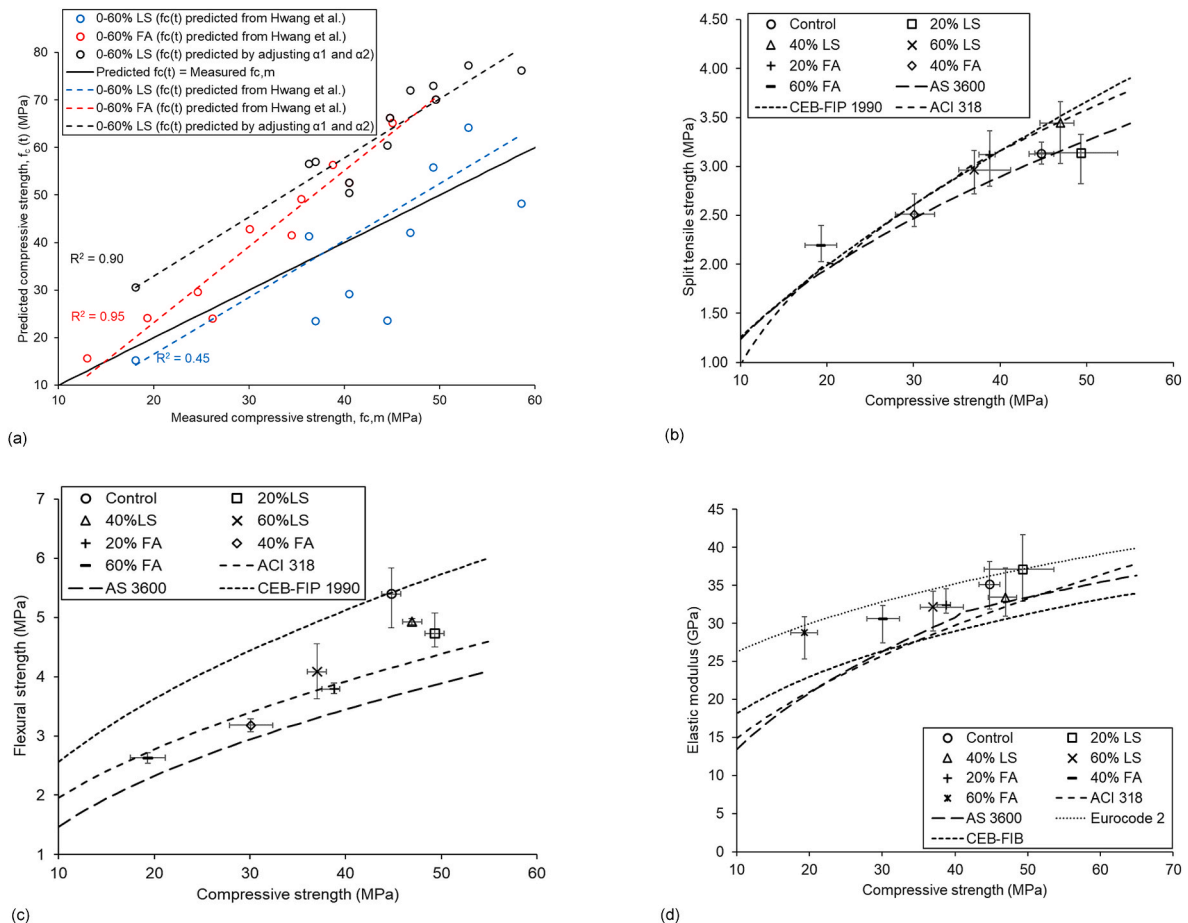 0-60% LS (fc(t) predicted from Hwang et al.)
0-60% FA (fc(t) predicted from Hwang et al.)
0-60% LS (fc(t) predicted by adjusting α1 and α2)
Predicted fc(t) = Measured fc,m
0-60% LS (fc(t) predicted from Hwang et al.)
0-60% FA (fc(t) predicted from Hwang et al.)
0-60% LS (fc(t) predicted by adjusting α1 and α2)
80
70
60
50
40
30
20
10
Predicted compressive strength, fc (t) (MPa)
R² = 0.90
R² = 0.95
R² = 0.45
10 20 30 40 50 60
Measured compressive strength, fc,m (MPa)
(a)
Control 20% LS
40% LS 60% LS
20% FA 40% FA
60% FA AS 3600
CEB-FIP 1990 ACI 318
4.50
4.00
3.50
3.00
2.50
2.00
1.50
1.00
Split tensile strength (MPa)
10 20 30 40 50 60 70
Compressive strength (MPa)
(b)
Control 20%LS
40%LS 60%LS
20% FA 40% FA
60% FA ACI 318
AS 3600 CEB-FIP 1990
7
6
5
4
3
2
1
Flexural strength (MPa)
10 20 30 40 50 60
Compressive strength (MPa)
(c)
45
40
35
30
25
20
15
10
5
0
Elastic modulus (GPa)
Control 20% LS
40% LS 60% LS
20% FA 40% FA
60% FA ACI 318
AS 3600 Eurocode 2
CEB-FIB
10 20 30 40 50 60 70
Compressive strength (MPa)
(d)